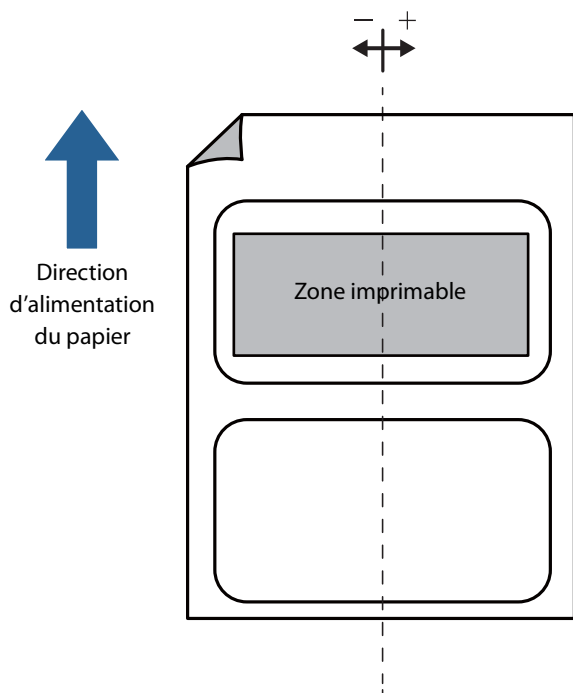 − +
Direction
d'alimentation
du papier
Zone imprimable